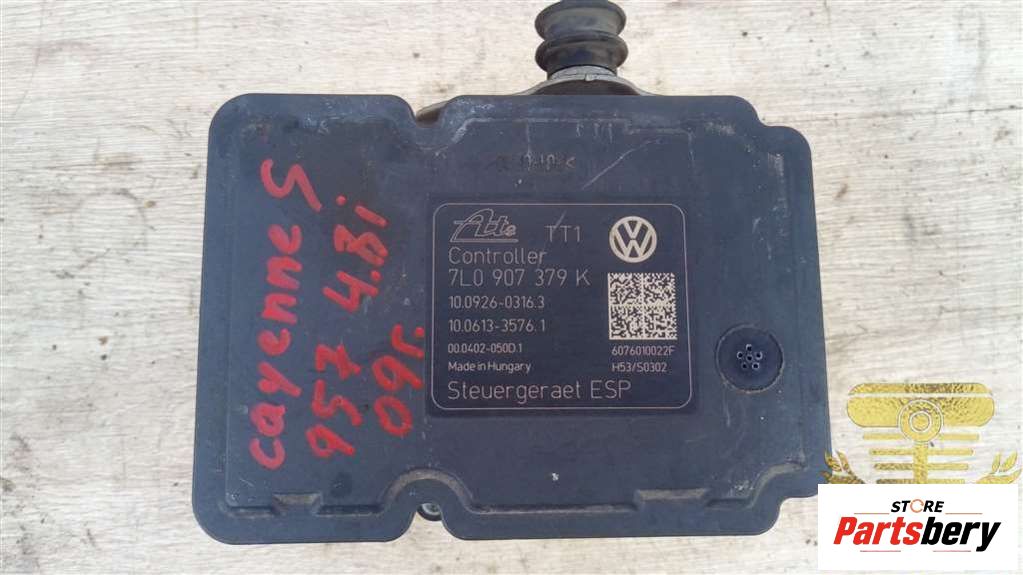 cayenne S
957 4.8i
09г.
Ate TT1
Controller
7L0 907 379 K
10.0926-0316.3
10.0613-3576.1
00.0402-050D.1
Made in Hungary
6076010022F
H53/S0302
Steuergeraet ESP
STORE
Partsbery